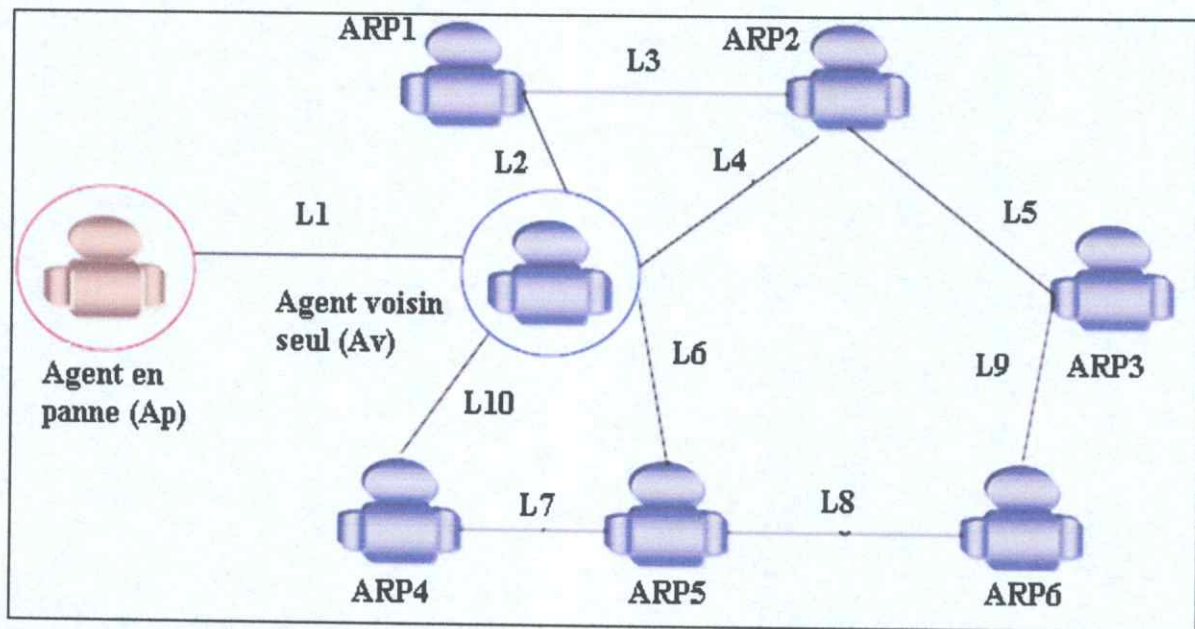 ARP1
ARP2
L3
L2
L4
L1
L5
Agent voisin
seul (Av)
L6
L9
ARP3
Agent en
panne (Ap)
L10
L7
L8
ARP4
ARP5
ARP6